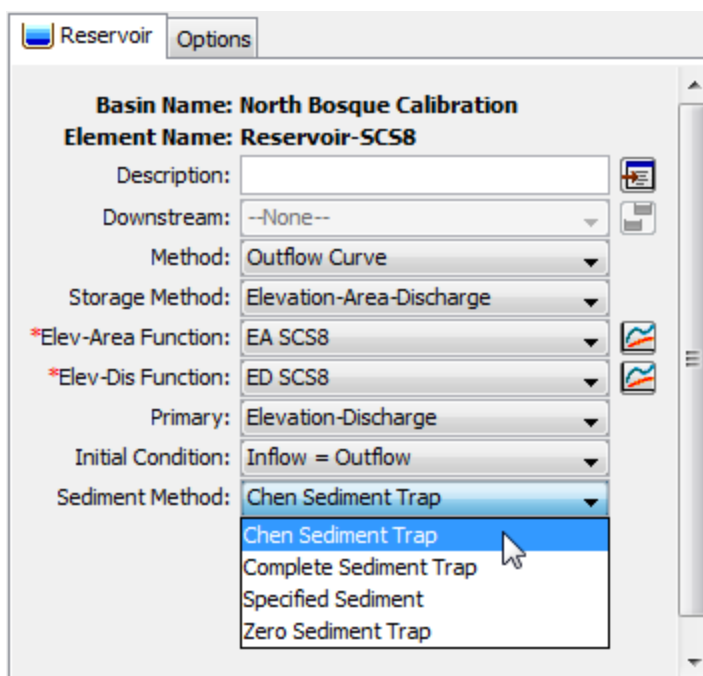 Reservoir Options
Basin Name: North Bosque Calibration
Element Name: Reservoir-SCS8
Description:
Downstream: --None--
Method: Outflow Curve
Storage Method: Elevation-Area-Discharge
*Elev-Area Function: EA SCS8
*Elev-Dis Function: ED SCS8
Primary: Elevation-Discharge
Initial Condition: Inflow = Outflow
Sediment Method: Chen Sediment Trap
Chen Sediment Trap
Complete Sediment Trap
Specified Sediment
Zero Sediment Trap